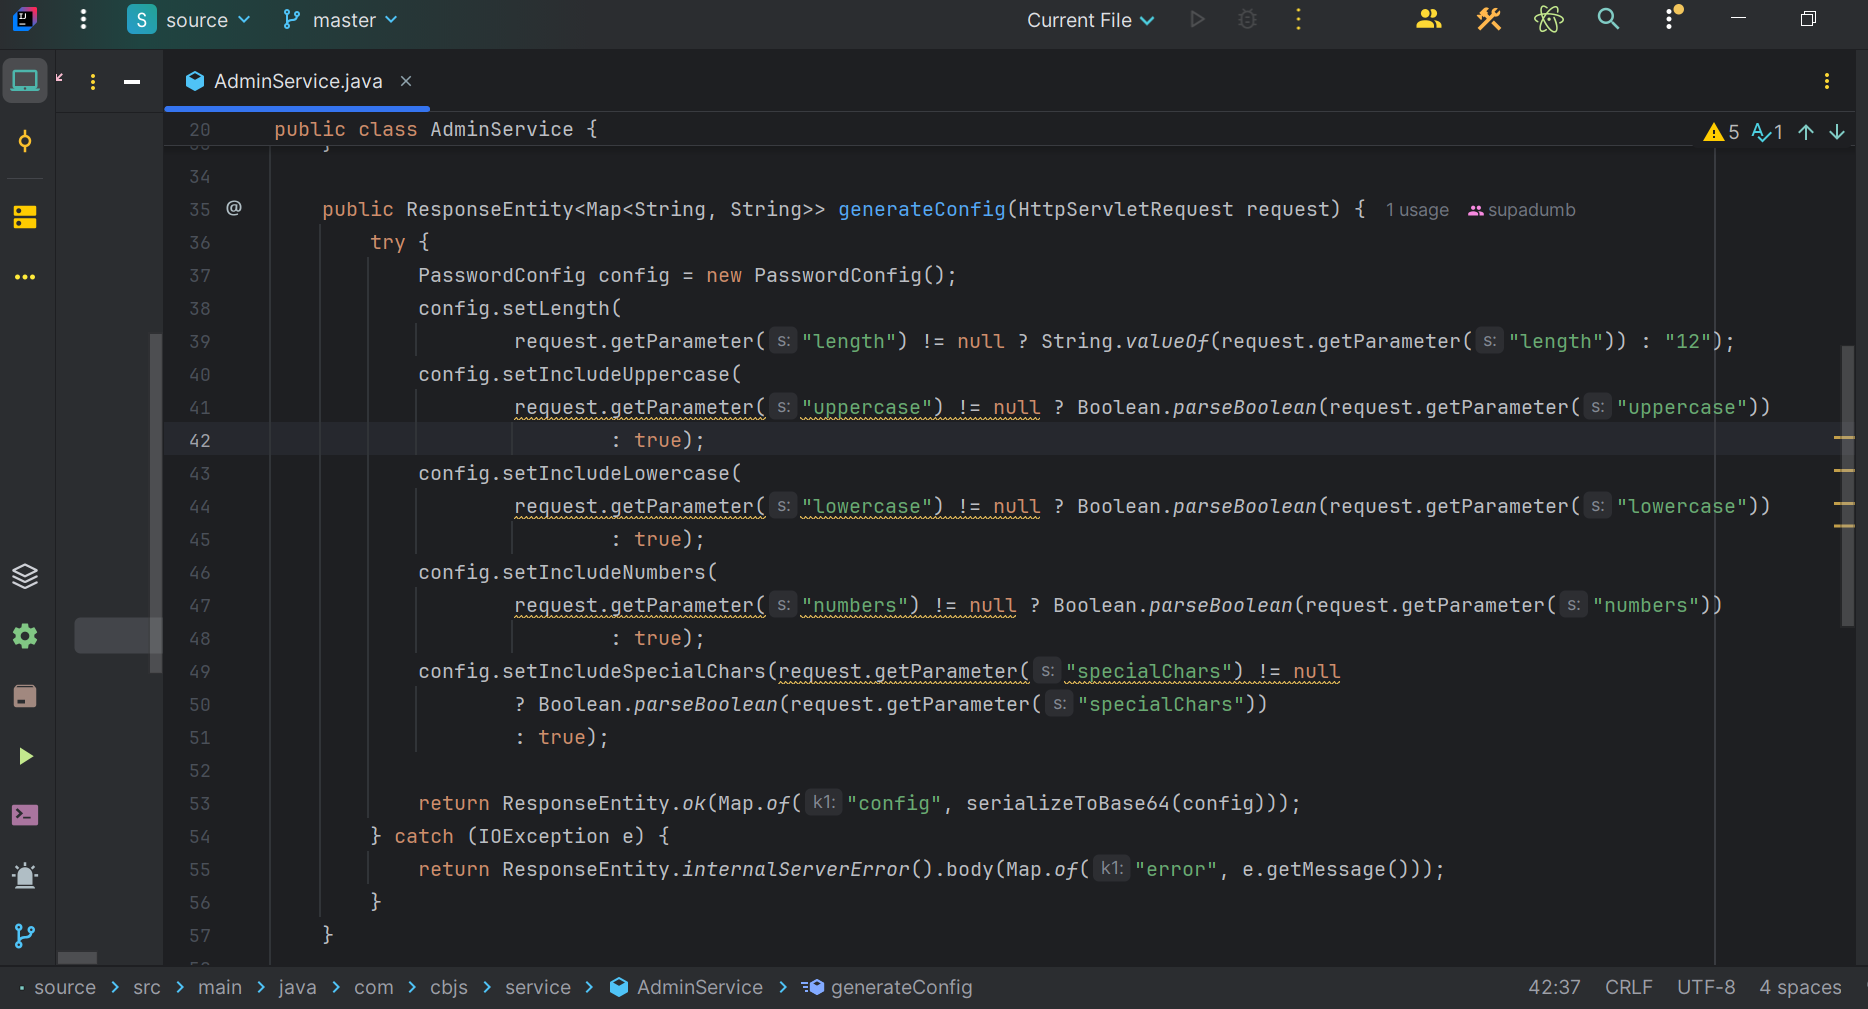 source master Current File
AdminService.java
20 public class AdminService { 5 1
34
35 @ public ResponseEntity<Map<String, String>> generateConfig(HttpServletRequest request) { 1 usage supadumb
36 try {
37 PasswordConfig config = new PasswordConfig();
38 config.setLength(
39 request.getParameter( s: "length") != null ? String.valueOf(request.getParameter( s: "length")) : "12");
40 config.setIncludeUppercase(
41 request.getParameter( s: "uppercase") != null ? Boolean.parseBoolean(request.getParameter( s: "uppercase"))
42 : true);
43 config.setIncludeLowercase(
44 request.getParameter( s: "lowercase") != null ? Boolean.parseBoolean(request.getParameter( s: "lowercase"))
45 : true);
46 config.setIncludeNumbers(
47 request.getParameter( s: "numbers") != null ? Boolean.parseBoolean(request.getParameter( s: "numbers"))
48 : true);
49 config.setIncludeSpecialChars(request.getParameter( s: "specialChars") != null
50 ? Boolean.parseBoolean(request.getParameter( s: "specialChars"))
51 : true);
52
53 return ResponseEntity.ok(Map.of( k1: "config", serializeToBase64(config)));
54 } catch (IOException e) {
55 return ResponseEntity.internalServerError().body(Map.of( k1: "error", e.getMessage()));
56 }
57 }
source > src > main > java > com > cbjs > service > AdminService > generateConfig 42:37 CRLF UTF-8 4 spaces